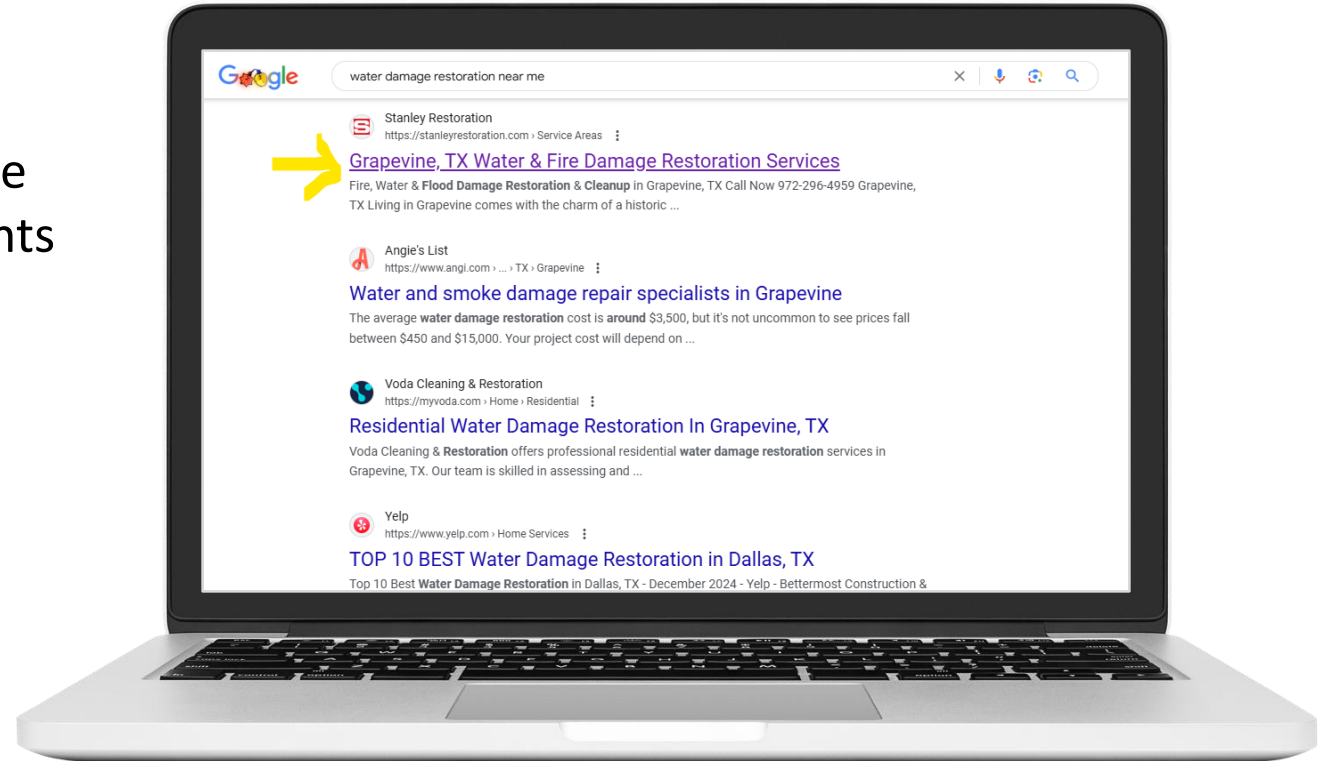 Google
water damage restoration near me
Stanley Restoration
https://stanleyrestoration.com › Service Areas
Grapevine, TX Water & Fire Damage Restoration Services
Fire, Water & Flood Damage Restoration & Cleanup in Grapevine, TX Call Now 972-296-4959 Grapevine,
TX Living in Grapevine comes with the charm of a historic ...
Angie's List
https://www.angi.com › ... › TX › Grapevine
Water and smoke damage repair specialists in Grapevine
The average water damage restoration cost is around $3,500, but it's not uncommon to see prices fall
between $450 and $15,000. Your project cost will depend on ...
Voda Cleaning & Restoration
https://myvoda.com › Home › Residential
Residential Water Damage Restoration In Grapevine, TX
Voda Cleaning & Restoration offers professional residential water damage restoration services in
Grapevine, TX. Our team is skilled in assessing and ...
Yelp
https://www.yelp.com › Home Services
TOP 10 BEST Water Damage Restoration in Dallas, TX
Top 10 Best Water Damage Restoration in Dallas, TX - December 2024 - Yelp - Bettermost Construction &